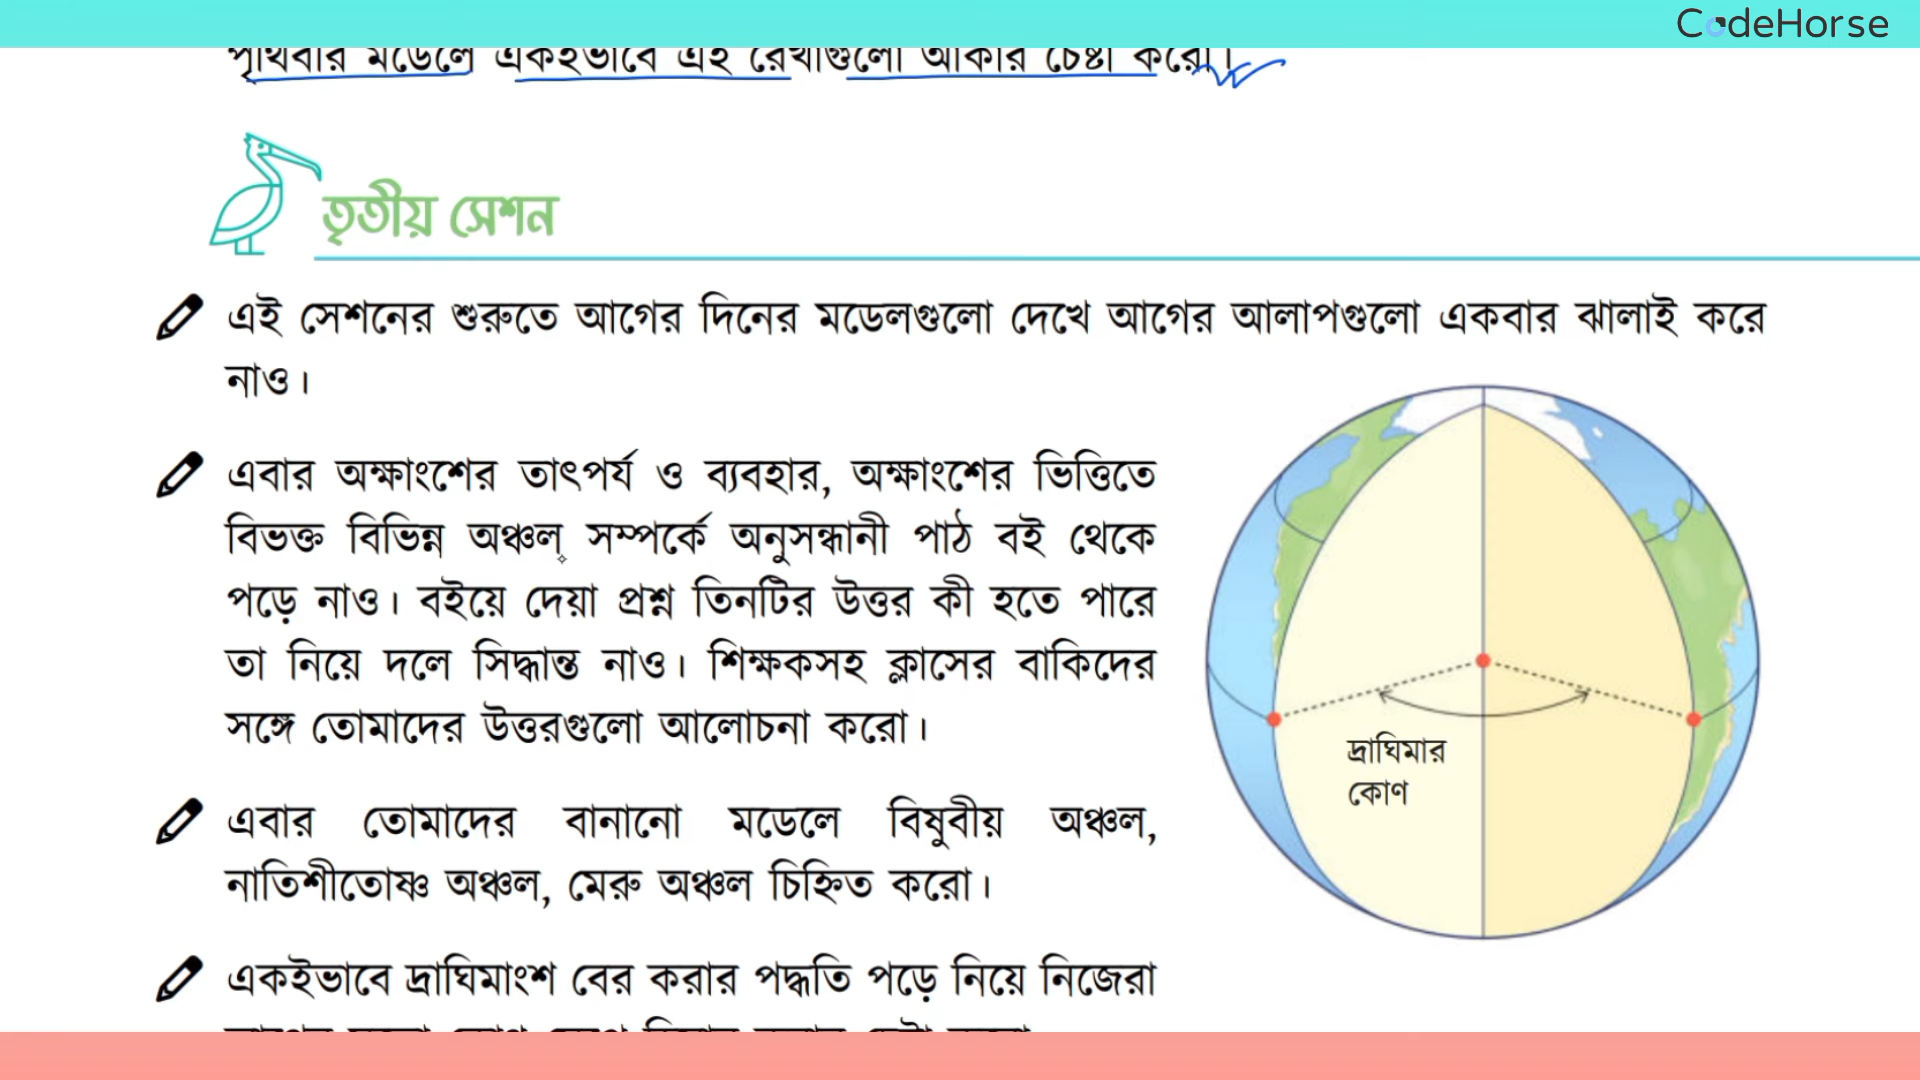 CodeHorse
পৃথিবীর মডেলে একইভাবে এই রেখাগুলো আঁকার চেষ্টা করো।
তৃতীয় সেশন
এই সেশনের শুরুতে আগের দিনের মডেলগুলো দেখে আগের আলাপগুলো একবার ঝালাই করে
নাও।
এবার অক্ষাংশের তাৎপর্য ও ব্যবহার, অক্ষাংশের ভিত্তিতে
বিভক্ত বিভিন্ন অঞ্চল সম্পর্কে অনুসন্ধানী পাঠ বই থেকে
পড়ে নাও। বইয়ে দেয়া প্রশ্ন তিনটির উত্তর কী হতে পারে
তা নিয়ে দলে সিদ্ধান্ত নাও। শিক্ষকসহ ক্লাসের বাকিদের
সঙ্গে তোমাদের উত্তরগুলো আলোচনা করো।
দ্রাঘিমার
কোণ
এবার তোমাদের বানানো মডেলে বিষুবীয় অঞ্চল,
নাতিশীতোষ্ণ অঞ্চল, মেরু অঞ্চল চিহ্নিত করো।
একইভাবে দ্রাঘিমাংশ বের করার পদ্ধতি পড়ে নিয়ে নিজেরা